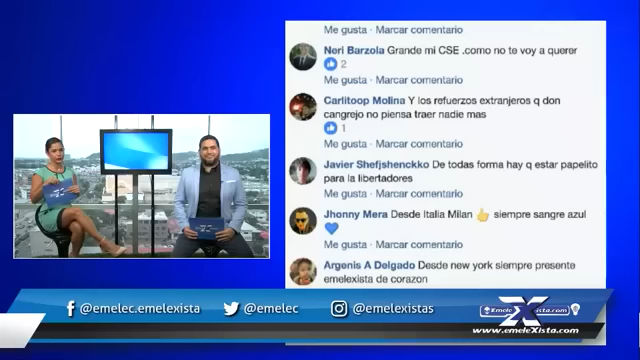 Me gusta · Marcar comentario
Neri Barzola Grande mi CSE .como no te voy a querer
2
Me gusta · Marcar comentario
Carlitoop Molina Y los refuerzos extranjeros q don
cangrejo no piensa traer nadie mas
1
Me gusta · Marcar comentario
Javier Shefjshenckko De todas forma hay q estar papelito
para la libertadores
Me gusta · Marcar comentario
Jhonny Mera Desde Italia Milan 👍 siempre sangre azul
💙
Me gusta · Marcar comentario
Argenis A Delgado Desde new york siempre presente
emelexista de corazon
@emelec.emelexista
@emelec
@emelexistas
EmeleXista
www.emeleXista.com